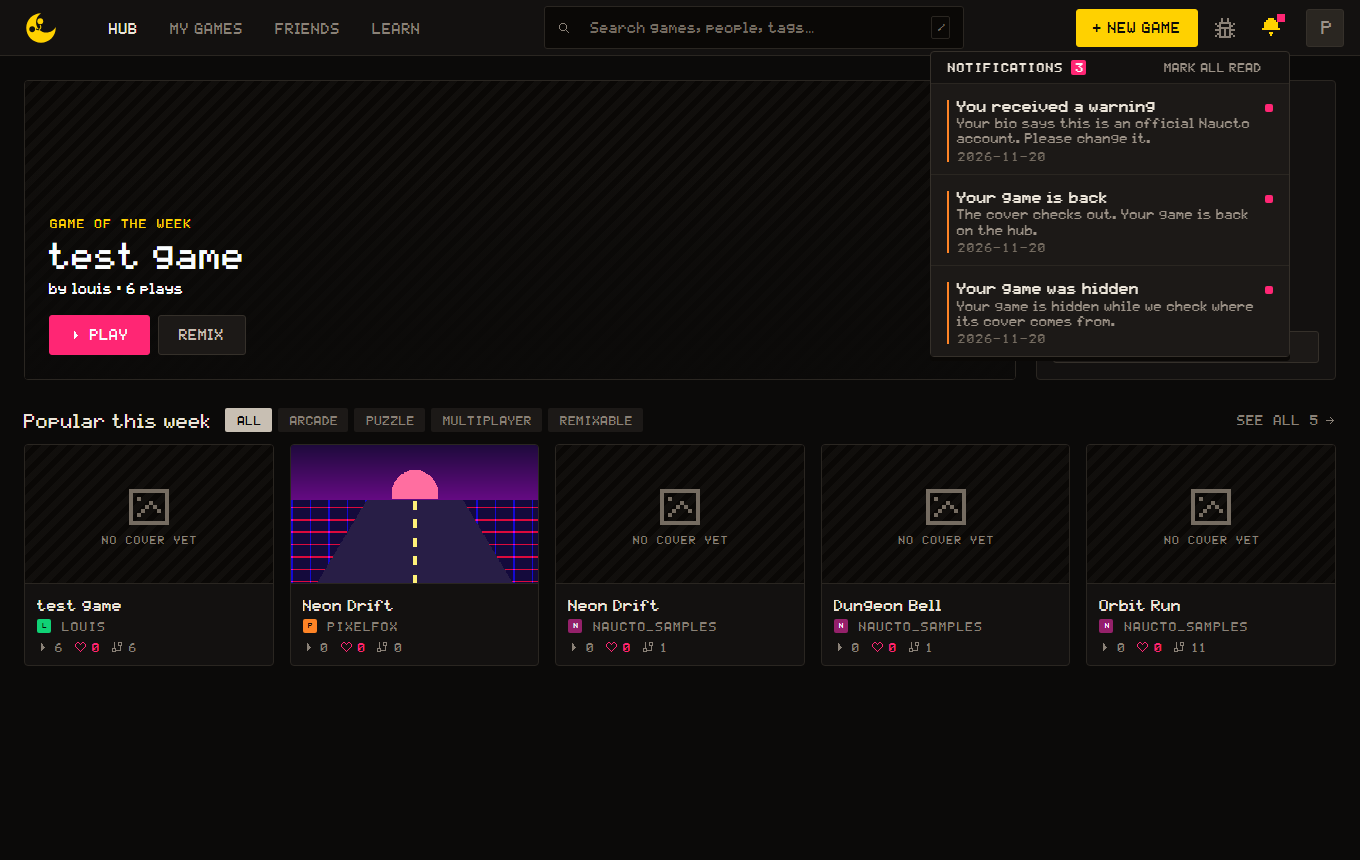 HUB
MY GAMES
FRIENDS
LEARN
Search games, people, tags...
/
+ NEW GAME
P
NOTIFICATIONS 3
MARK ALL READ
You received a warning
Your bio says this is an official Naucto
account. Please change it.
2026-11-20
Your game is back
The cover checks out. Your game is back
on the hub.
2026-11-20
Your game was hidden
Your game is hidden while we check where
its cover comes from.
2026-11-20
GAME OF THE WEEK
test game
by louis • 6 plays
PLAY
REMIX
Popular this week
ALL
ARCADE
PUZZLE
MULTIPLAYER
REMIXABLE
SEE ALL 5 →
NO COVER YET
test game
L LOUIS
6 0 6
Neon Drift
P PIXELFOX
0 0 0
NO COVER YET
Neon Drift
N NAUCTO_SAMPLES
0 0 1
NO COVER YET
Dungeon Bell
N NAUCTO_SAMPLES
0 0 1
NO COVER YET
Orbit Run
N NAUCTO_SAMPLES
0 0 11